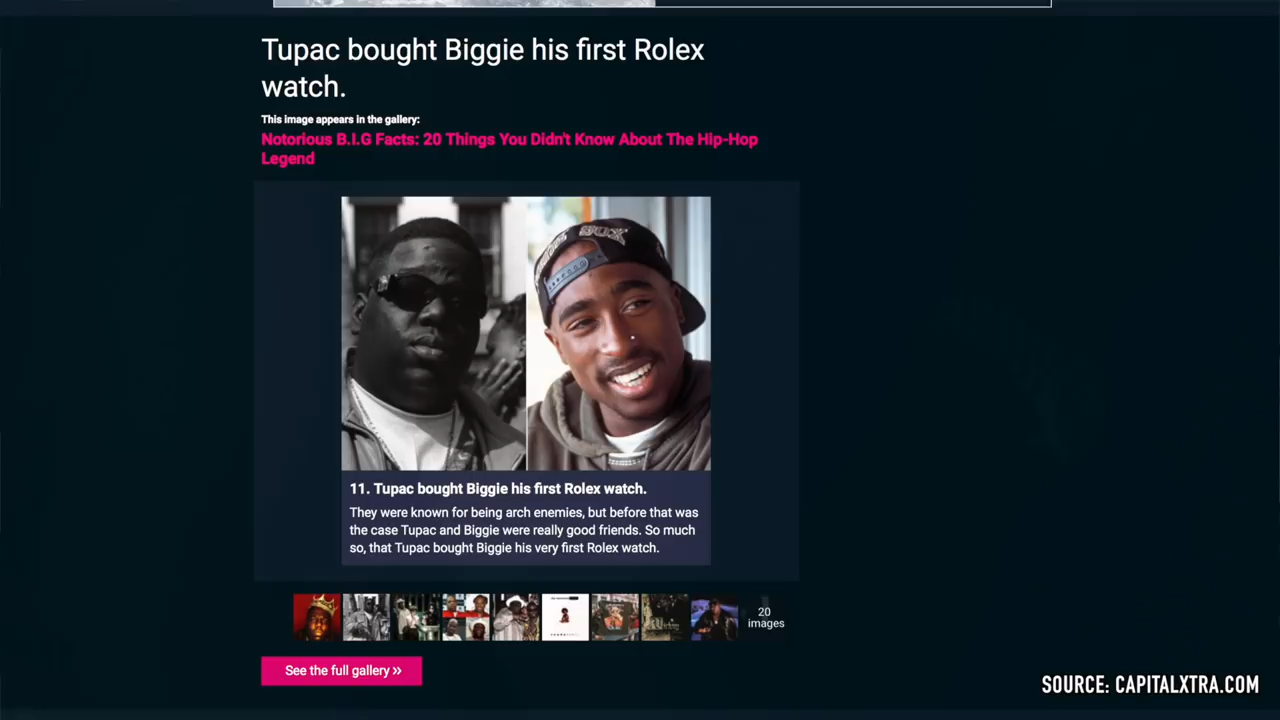 Tupac bought Biggie his first Rolex
watch.
This image appears in the gallery:
Notorious B.I.G Facts: 20 Things You Didn't Know About The Hip-Hop
Legend
11. Tupac bought Biggie his first Rolex watch.
They were known for being arch enemies, but before that was
the case Tupac and Biggie were really good friends. So much
so, that Tupac bought Biggie his very first Rolex watch.
20
images
See the full gallery »
SOURCE: CAPITALXTRA.COM